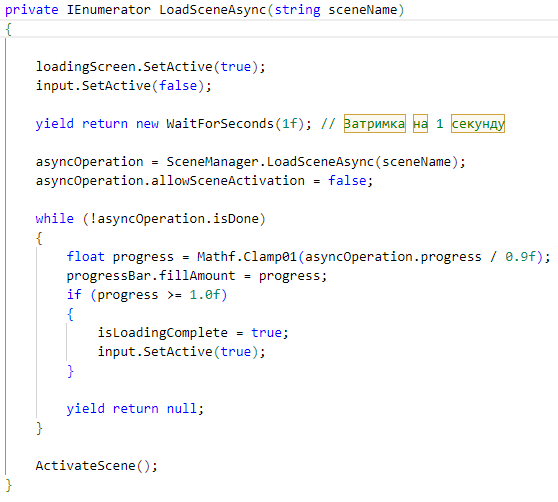 private IEnumerator LoadSceneAsync(string sceneName)
{
loadingScreen.SetActive(true);
input.SetActive(false);
yield return new WaitForSeconds(1f); // Затримка на 1 секунду
asyncOperation = SceneManager.LoadSceneAsync(sceneName);
asyncOperation.allowSceneActivation = false;
while (!asyncOperation.isDone)
{
float progress = Mathf.Clamp01(asyncOperation.progress / 0.9f);
progressBar.fillAmount = progress;
if (progress >= 1.0f)
{
isLoadingComplete = true;
input.SetActive(true);
}
yield return null;
}
ActivateScene();
}